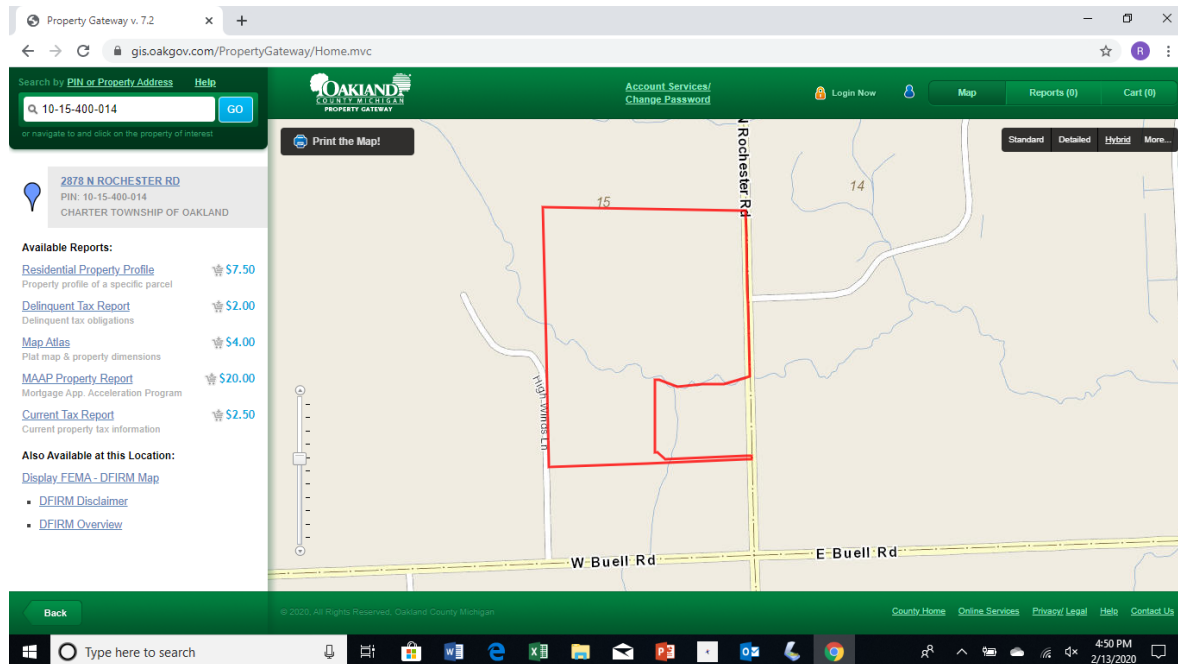 Property Gateway v. 7.2
gis.oakgov.com/PropertyGateway/Home.mvc
R
Search by PIN or Property Address Help
10-15-400-014 GO
or navigate to and click on the property of interest
OAKLAND
COUNTY MICHIGAN
PROPERTY GATEWAY
Account Services/
Change Password
Login Now
Map Reports (0) Cart (0)
Print the Map!
Standard Detailed Hybrid More...
2878 N ROCHESTER RD
PIN: 10-15-400-014
CHARTER TOWNSHIP OF OAKLAND
Available Reports:
Residential Property Profile $7.50
Property profile of a specific parcel
Delinquent Tax Report $2.00
Delinquent tax obligations
Map Atlas $4.00
Plat map & property dimensions
MAAP Property Report $20.00
Mortgage App. Acceleration Program
Current Tax Report $2.50
Current property tax information
Also Available at this Location:
Display FEMA - DFIRM Map
DFIRM Disclaimer
DFIRM Overview
N Rochester Rd
14
15
High Winds Ln
W Buell Rd
E Buell Rd
Back
© 2020, All Rights Reserved, Oakland County Michigan
County Home Online Services Privacy/ Legal Help Contact Us
Type here to search
4:50 PM
2/13/2020